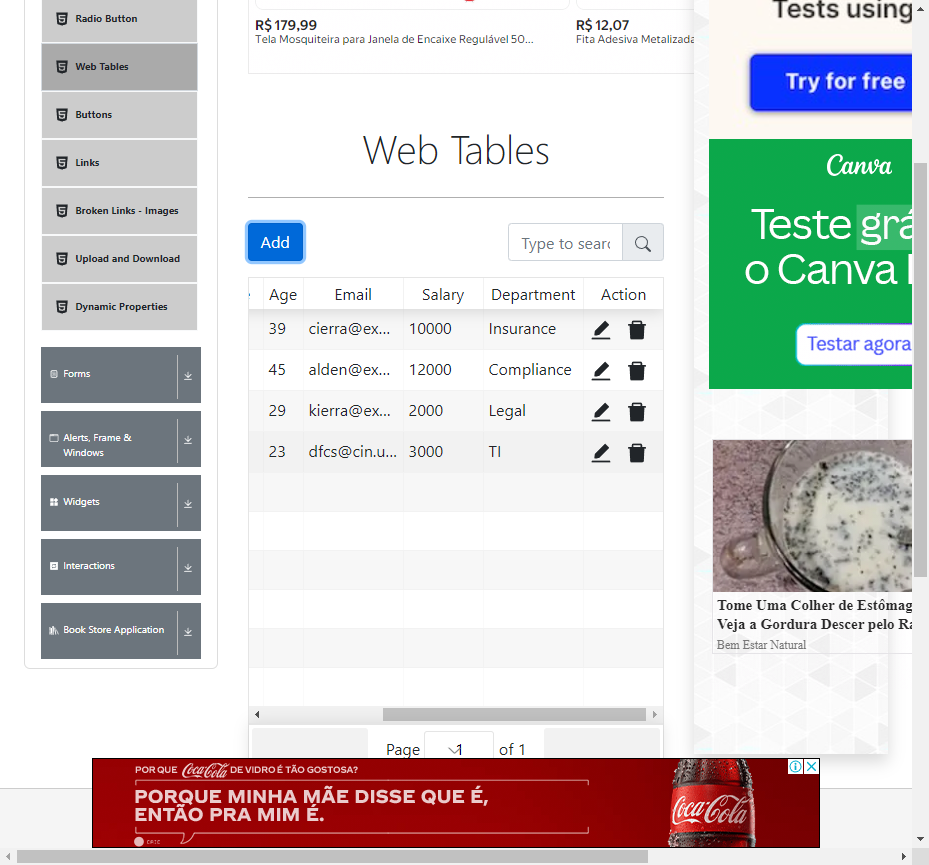 Radio Button
Web Tables
Buttons
Links
Broken Links - Images
Upload and Download
Dynamic Properties
Forms
Alerts, Frame &
Windows
Widgets
Interactions
Book Store Application
R$ 179,99
Tela Mosquiteira para Janela de Encaixe Regulável 50...
R$ 12,07
Fita Adesiva Metalizada
Web Tables
Add
Type to searc
Age Email Salary Department Action
39 cierra@ex... 10000 Insurance
45 alden@ex... 12000 Compliance
29 kierra@ex... 2000 Legal
23 dfcs@cin.u... 3000 TI
Page 1 of 1
Tests using
Try for free
Canva
Teste grá
o Canva
Testar agora
Tome Uma Colher de Estômag
Veja a Gordura Descer pelo Ra
Bem Estar Natural
POR QUE Coca-Cola DE VIDRO É TÃO GOSTOSA?
PORQUE MINHA MÃE DISSE QUE É,
ENTÃO PRA MIM É.
Coca-Cola